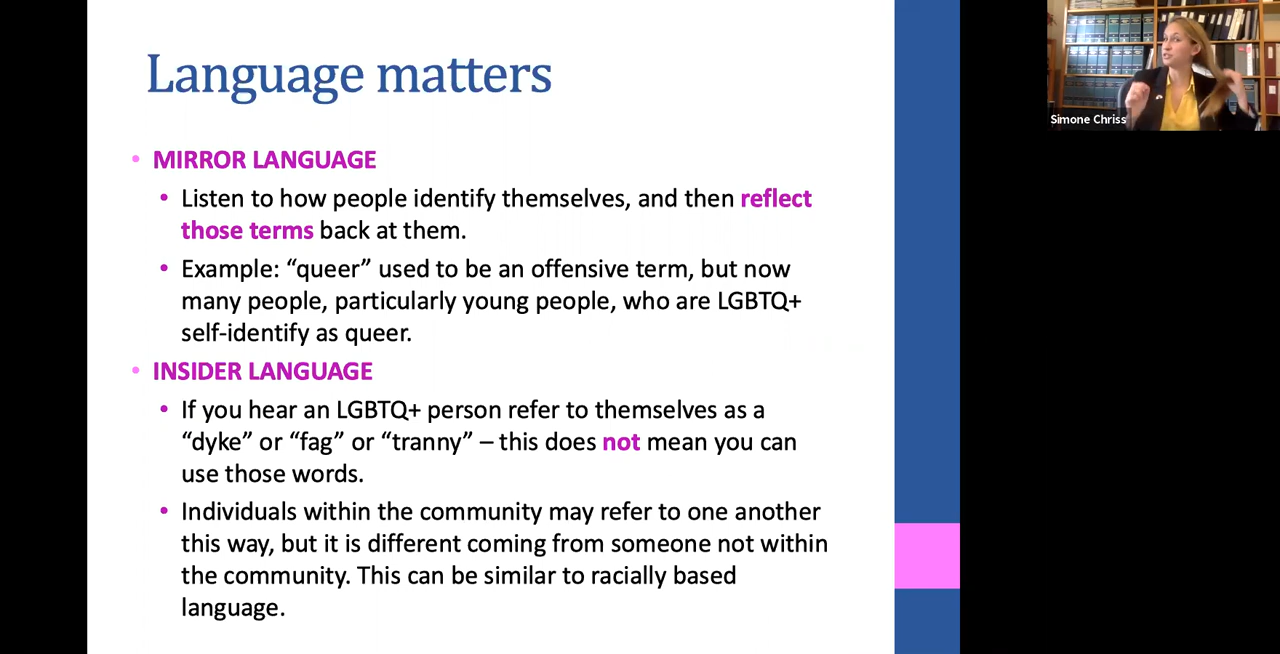 Language matters
• MIRROR LANGUAGE
• Listen to how people identify themselves, and then reflect
those terms back at them.
• Example: “queer” used to be an offensive term, but now
many people, particularly young people, who are LGBTQ+
self-identify as queer.
• INSIDER LANGUAGE
• If you hear an LGBTQ+ person refer to themselves as a
“dyke” or “fag” or “tranny” – this does not mean you can
use those words.
• Individuals within the community may refer to one another
this way, but it is different coming from someone not within
the community. This can be similar to racially based
language.
Simone Chriss